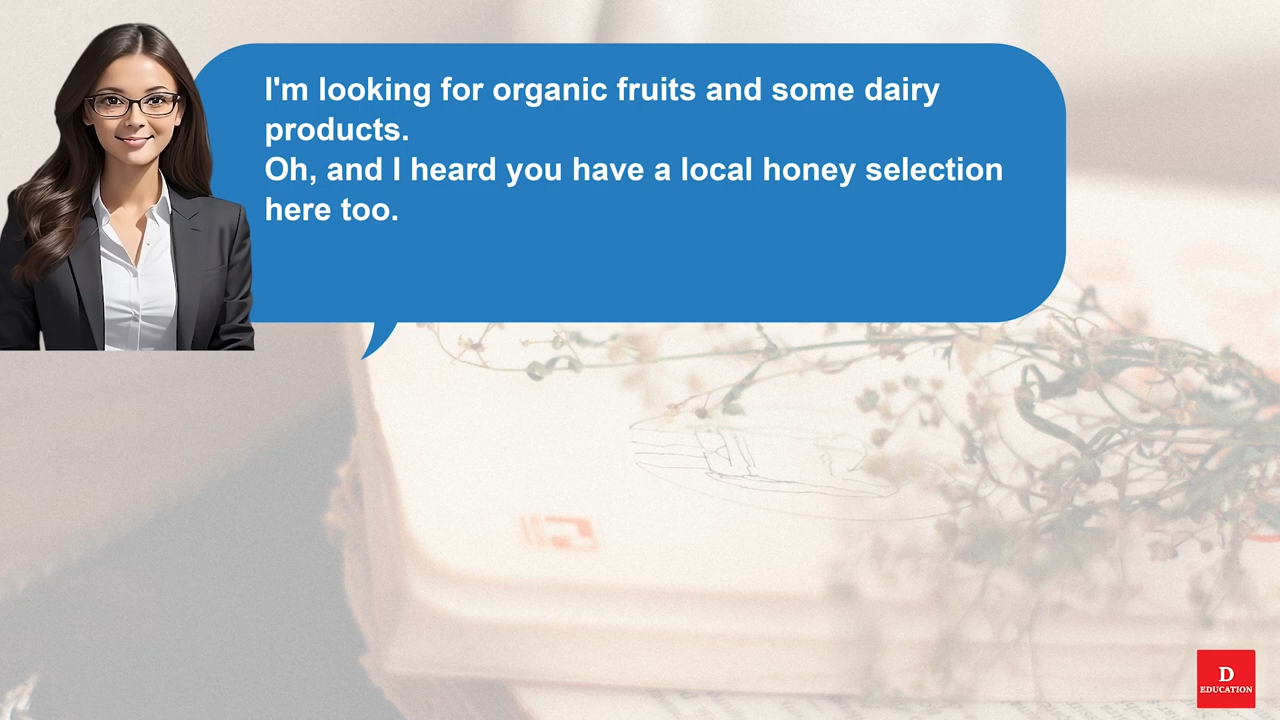 I'm looking for organic fruits and some dairy
products.
Oh, and I heard you have a local honey selection
here too.
D
EDUCATION